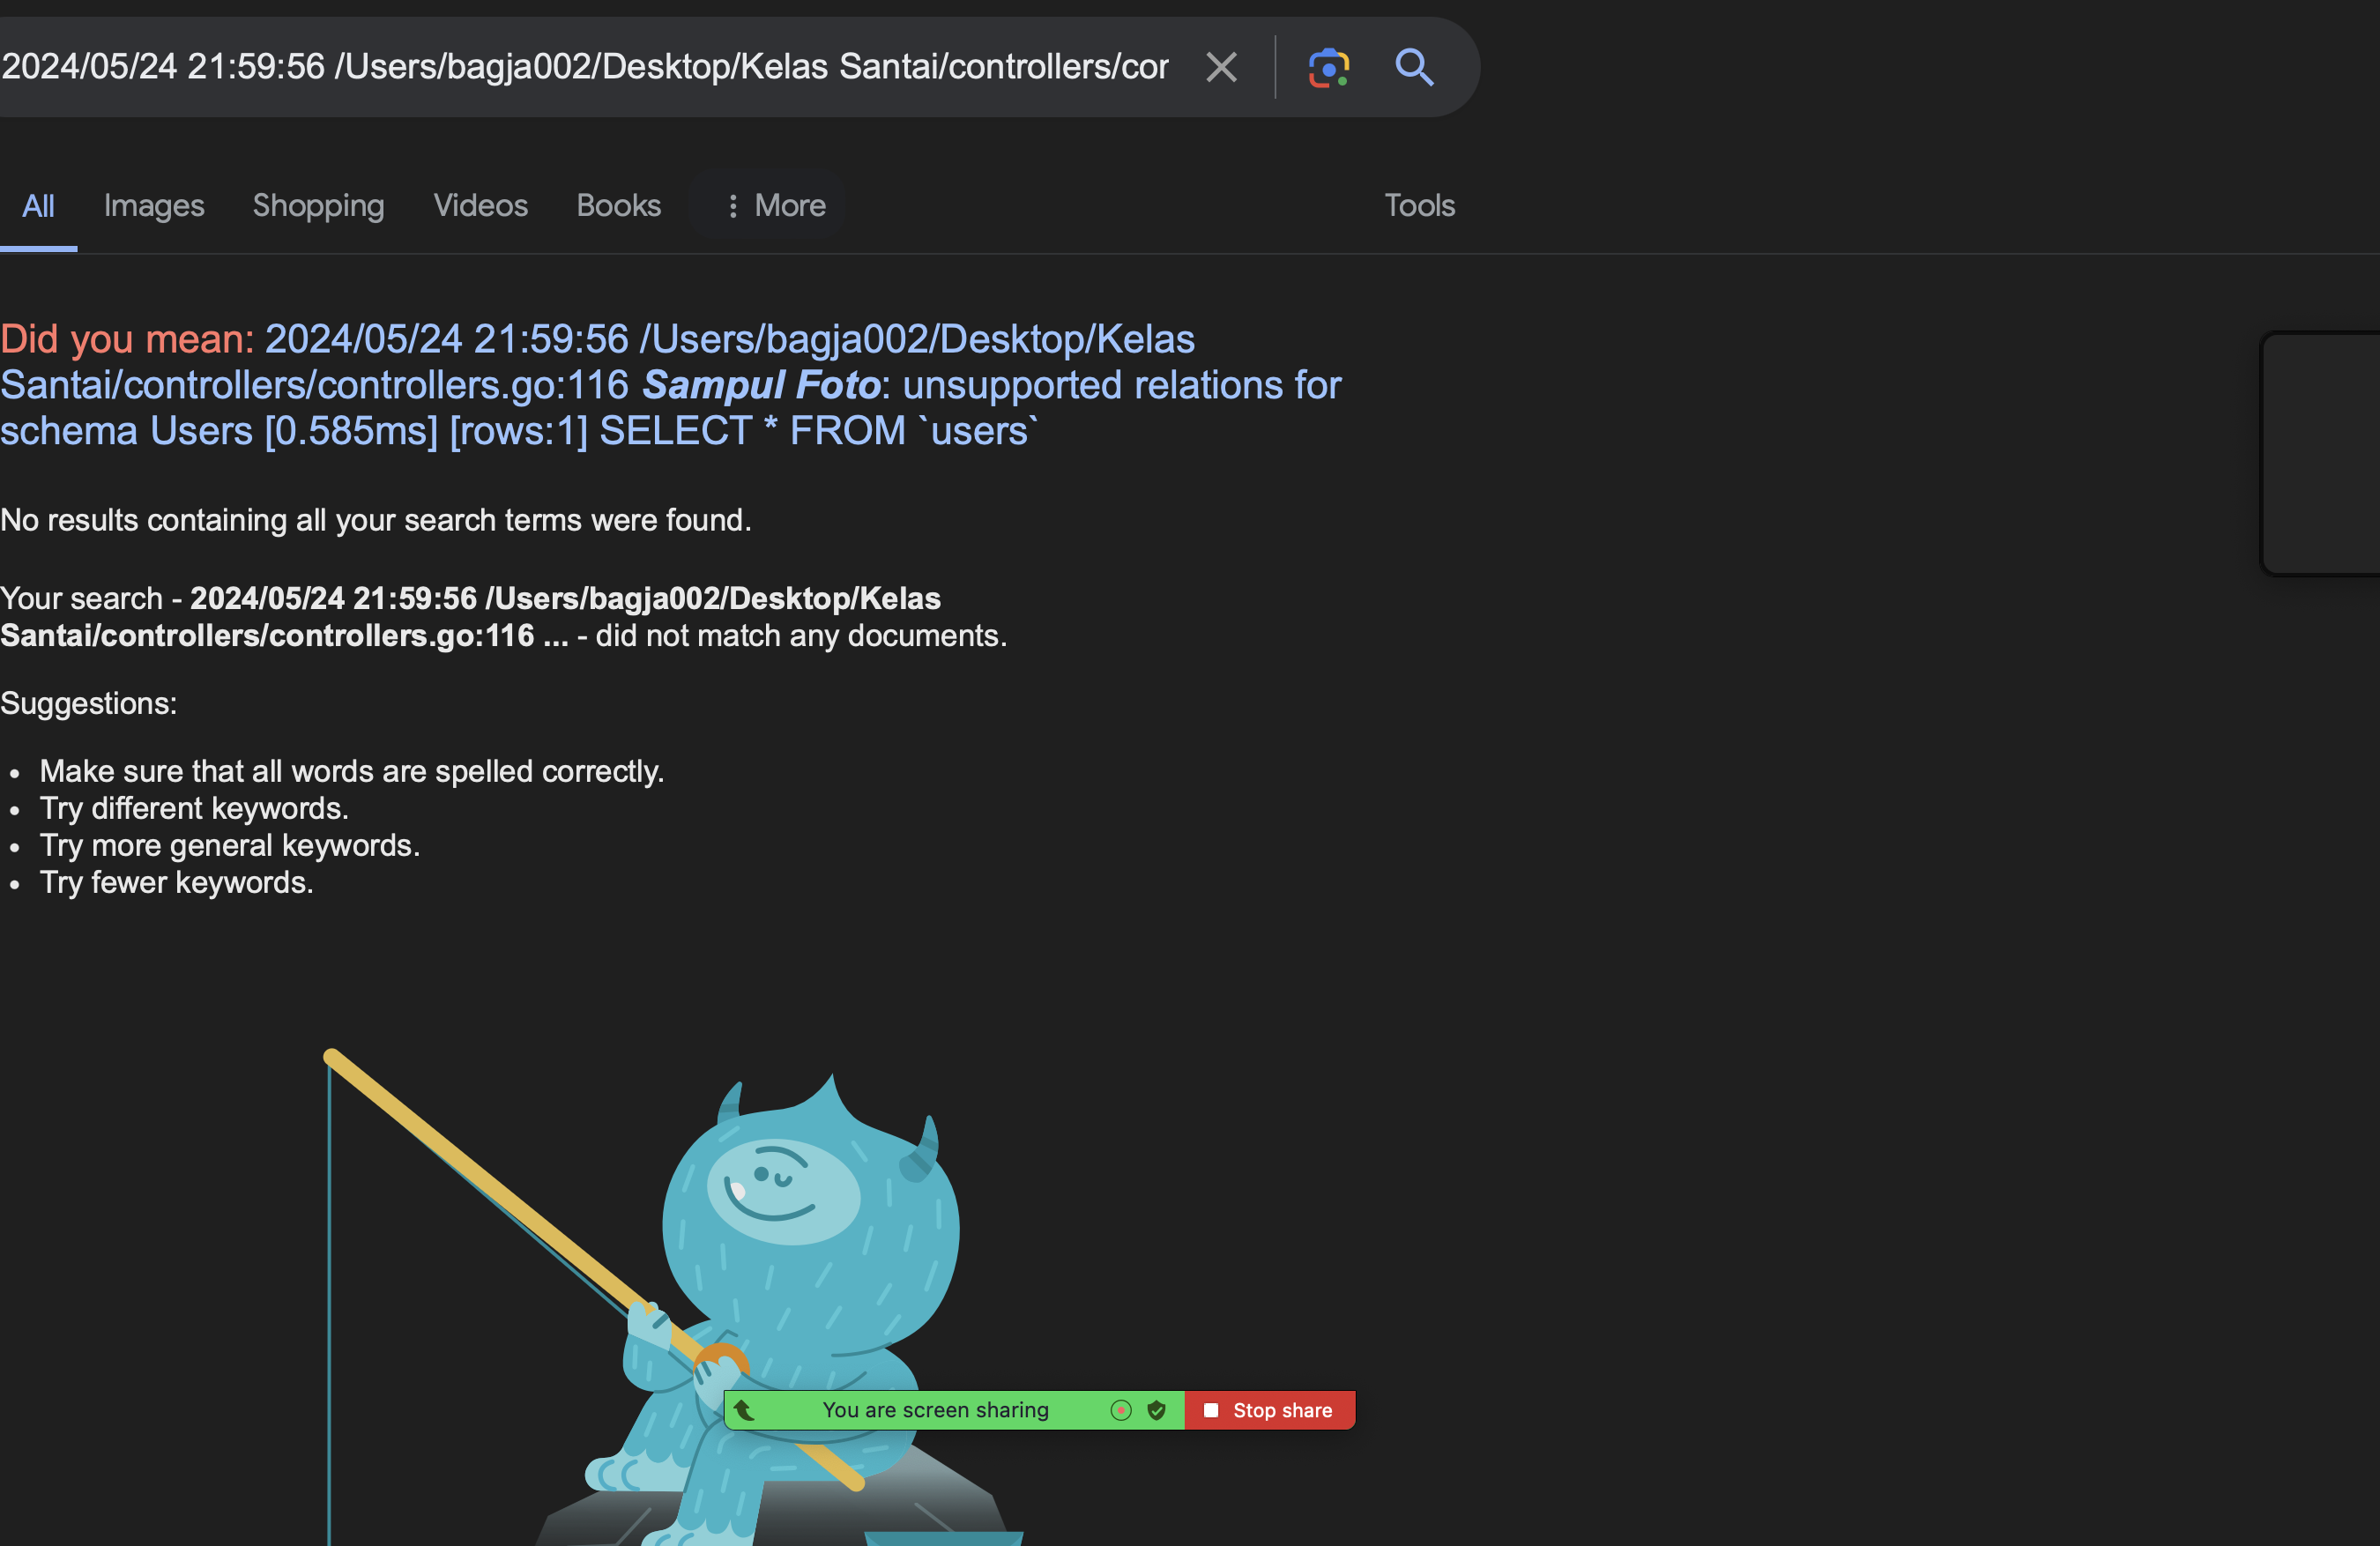 2024/05/24 21:59:56 /Users/bagja002/Desktop/Kelas Santai/controllers/cor
All Images Shopping Videos Books More Tools
Did you mean: 2024/05/24 21:59:56 /Users/bagja002/Desktop/Kelas
Santai/controllers/controllers.go:116 Sampul Foto: unsupported relations for
schema Users [0.585ms] [rows:1] SELECT * FROM `users`
No results containing all your search terms were found.
Your search - 2024/05/24 21:59:56 /Users/bagja002/Desktop/Kelas
Santai/controllers/controllers.go:116 ... - did not match any documents.
Suggestions:
• Make sure that all words are spelled correctly.
• Try different keywords.
• Try more general keywords.
• Try fewer keywords.
You are screen sharing Stop share